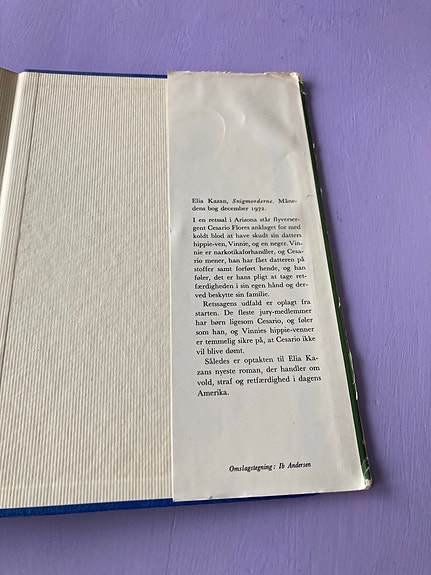 Elia Kazan, Snigmorderne. Måne-
dens bog december 1972.
I en retssal i Arizona står flyverser-
gent Cesario Flores anklaget for med
koldt blod at have skudt sin datters
hippie-ven, Vinnie, og en neger. Vin-
nie er narkotikaforhandler, og Cesa-
rio mener, han har fået datteren på
stoffer samt forført hende, og han
føler, det er hans pligt at tage ret-
færdigheden i sin egen hånd og der-
ved beskytte sin familie.
Retssagens udfald er oplagt fra
starten. De fleste jury-medlemmer
har børn ligesom Cesario, og føler
som han, og Vinnies hippie-venner
er temmelig sikre på, at Cesario ikke
vil blive dømt.
Således er optakten til Elia Ka-
zans nyeste roman, der handler om
vold, straf og retfærdighed i dagens
Amerika.
Omslagstegning: Ib Andersen